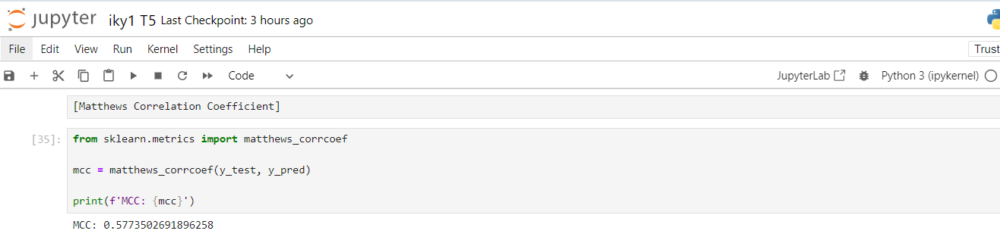 jupyter iky1 T5 Last Checkpoint: 3 hours ago
File Edit View Run Kernel Settings Help Trust
Code JupyterLab Python 3 (ipykernel)
[Matthews Correlation Coefficient]
[35]: from sklearn.metrics import matthews_corrcoef
mcc = matthews_corrcoef(y_test, y_pred)
print(f'MCC: {mcc}')
MCC: 0.5773502691896258